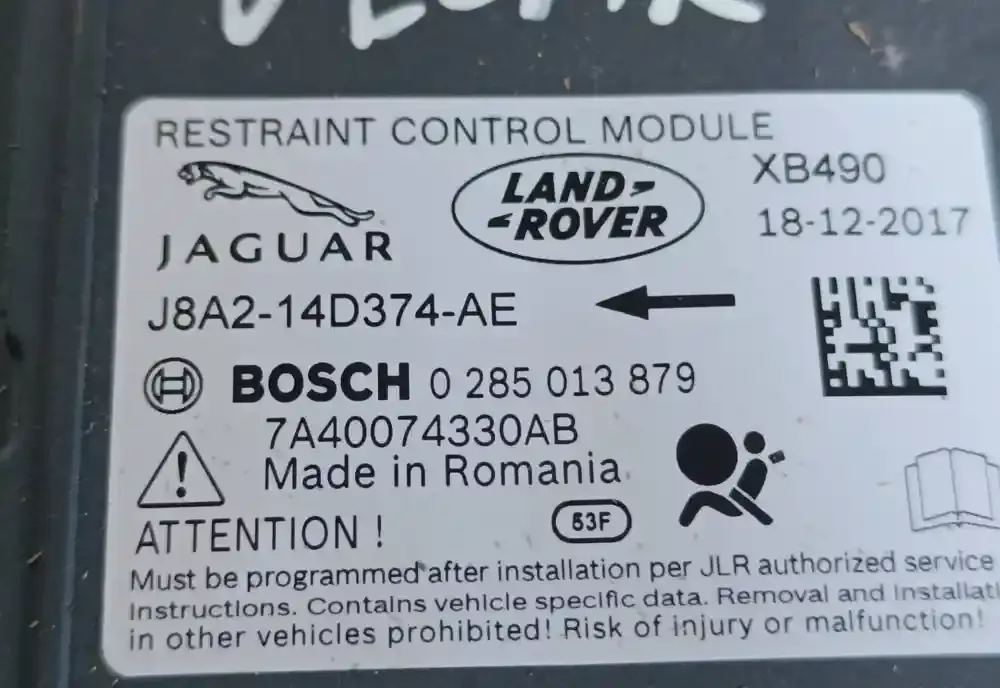 RESTRAINT CONTROL MODULE
JAGUAR
LAND
ROVER
XB490
18-12-2017
J8A2-14D374-AE
BOSCH 0 285 013 879
7A40074330AB
Made in Romania
ATTENTION !
53F
Must be programmed after installation per JLR authorized service
Instructions. Contains vehicle specific data. Removal and
in other vehicles prohibited! Risk of injury or malfunction!